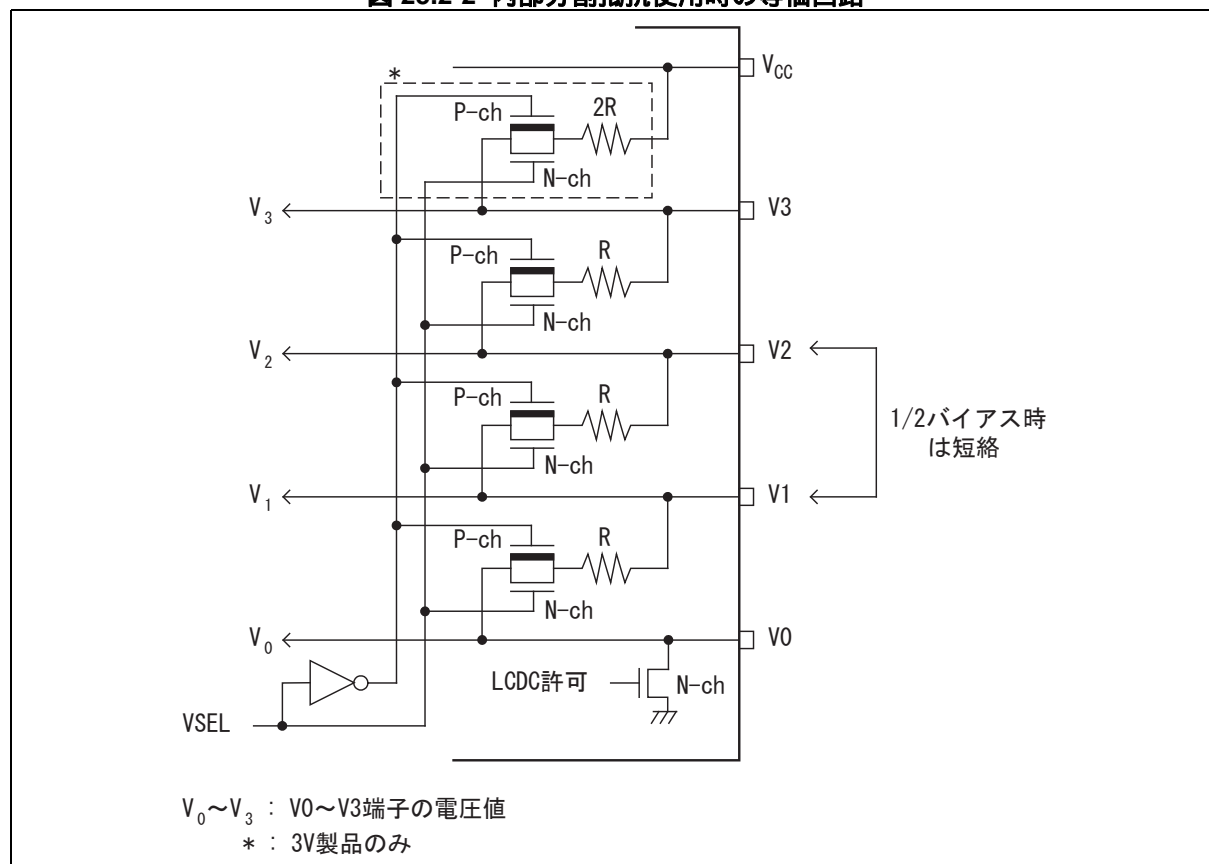 *
V_CC
P-ch
2R
N-ch
V_3
V3
P-ch
R
N-ch
V_2
V2
P-ch
R
N-ch
1/2バイアス時
は短絡
V_1
V1
P-ch
R
N-ch
V_0
V0
LCDC許可
N-ch
VSEL
V_0～V_3 : V0～V3端子の電圧値
* : 3V製品のみ